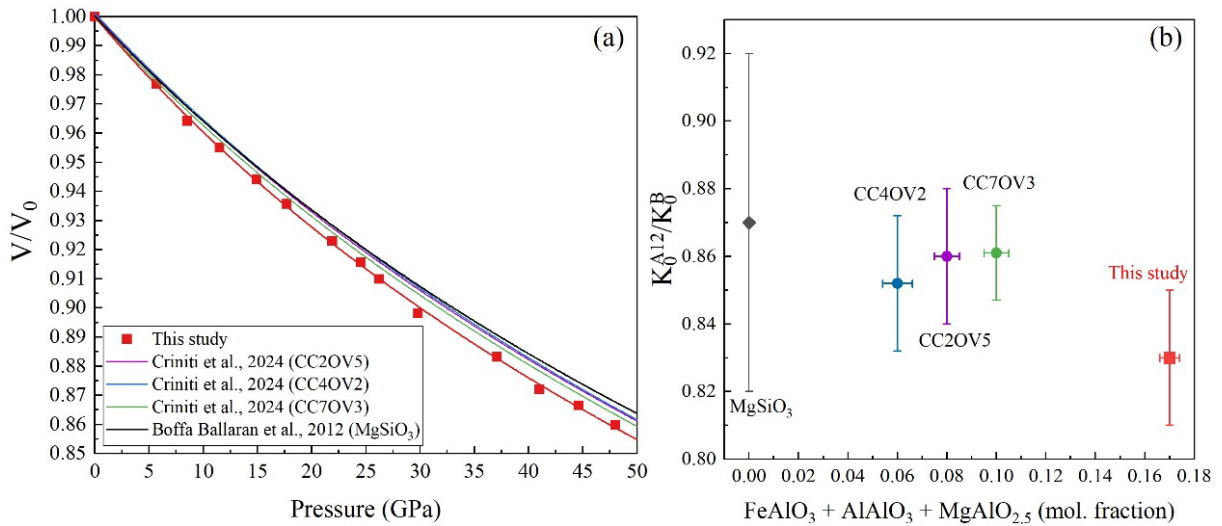 (a)
1.00
0.99
0.98
0.97
0.96
0.95
0.94
0.93
0.92
0.91
0.90
0.89
0.88
0.87
0.86
0.85
V/V₀
This study
Criniti et al., 2024 (CC2OV5)
Criniti et al., 2024 (CC4OV2)
Criniti et al., 2024 (CC7OV3)
Boffa Ballaran et al., 2012 (MgSiO₃)
0 5 10 15 20 25 30 35 40 45 50
Pressure (GPa)
(b)
0.92
0.90
0.88
0.86
0.84
0.82
0.80
K₀ᴬ¹²/K₀ᴮ
CC4OV2
CC7OV3
This study
CC2OV5
MgSiO₃
0.00 0.02 0.04 0.06 0.08 0.10 0.12 0.14 0.16 0.18
FeAlO₃ + AlAlO₃ + MgAlO₂.₅ (mol. fraction)